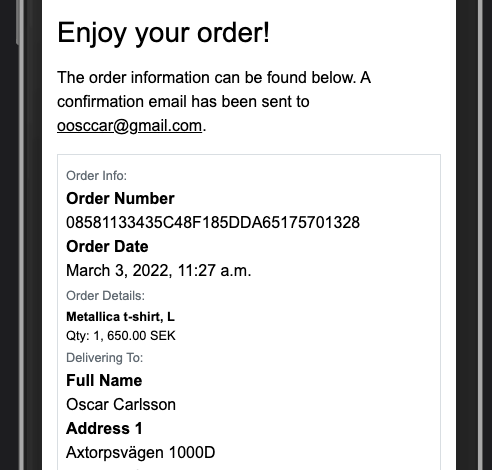 Enjoy your order!
The order information can be found below. A
confirmation email has been sent to
oosccar@gmail.com.
Order Info:
Order Number
08581133435C48F185DDA65175701328
Order Date
March 3, 2022, 11:27 a.m.
Order Details:
Metallica t-shirt, L
Qty: 1, 650.00 SEK
Delivering To:
Full Name
Oscar Carlsson
Address 1
Axtorpsvägen 1000D